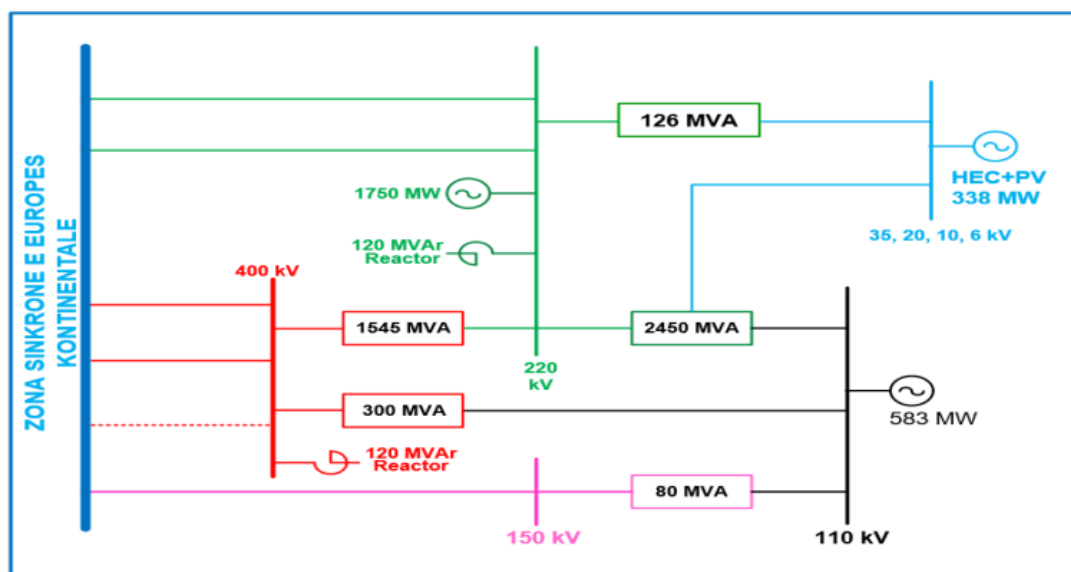 ZONA SINKRONE E EUROPES
KONTINENTALE
126 MVA
1750 MW
HEC+PV
338 MW
120 MVAr
Reactor
35, 20, 10, 6 kV
400 kV
1545 MVA
2450 MVA
220
kV
300 MVA
583 MW
120 MVAr
Reactor
80 MVA
150 kV
110 kV